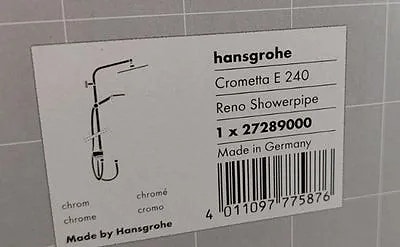 hansgrohe
Crometta E 240
Reno Showerpipe
1 x 27289000
Made in Germany
chrom chromé
chrome cromo
Made by Hansgrohe
4 011097 775876